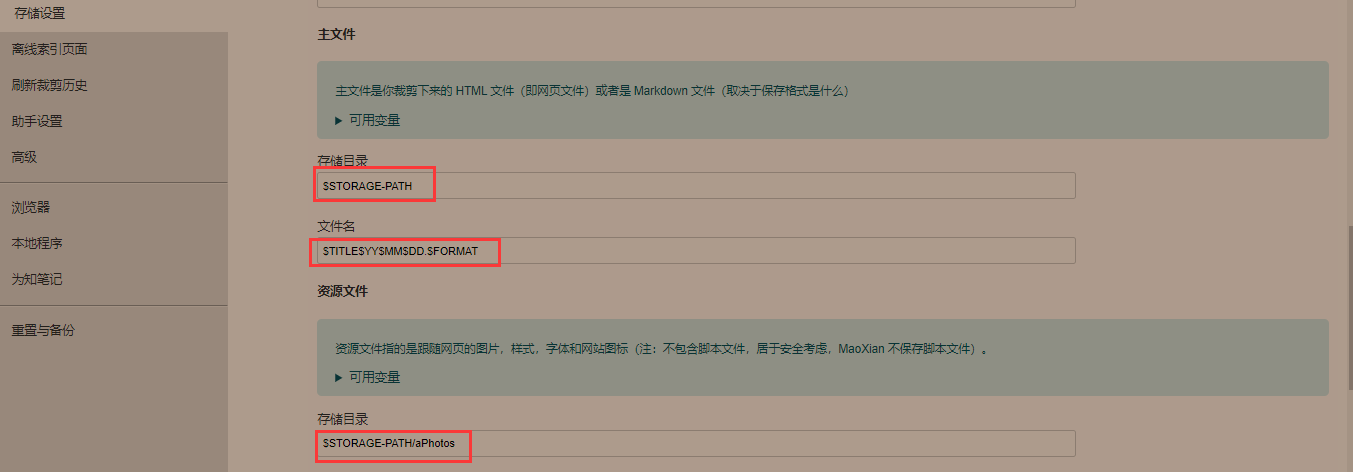 存储设置
离线索引页面
刷新裁剪历史
助手设置
高级
浏览器
本地程序
为知笔记
重置与备份
主文件
主文件是你裁剪下来的 HTML 文件（即网页文件）或者是 Markdown 文件（取决于保存格式是什么）
▶ 可用变量
存储目录
$STORAGE-PATH
文件名
$TITLE$YY$MM$DD.$FORMAT
资源文件
资源文件指的是跟随网页的图片，样式，字体和网站图标（注：不包含脚本文件，居于安全考虑，MaoXian 不保存脚本文件）。
▶ 可用变量
存储目录
$STORAGE-PATH/aPhotos